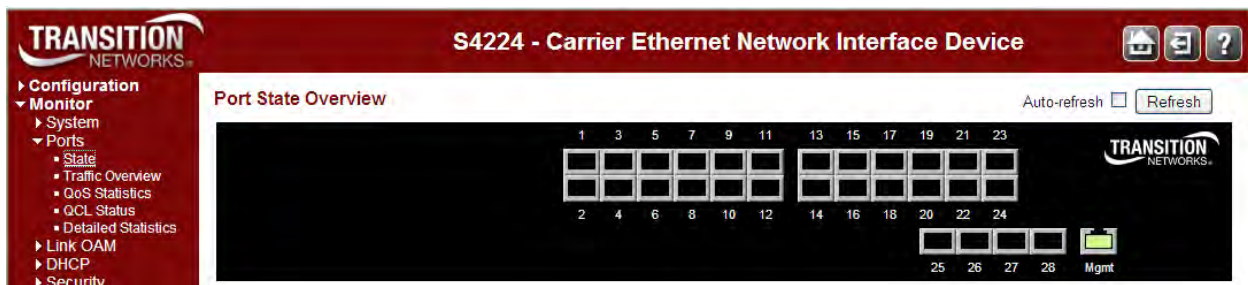 TRANSITION
NETWORKS®
S4224 - Carrier Ethernet Network Interface Device
?
Configuration
Monitor
System
Ports
State
Traffic Overview
QoS Statistics
QCL Status
Detailed Statistics
Link OAM
DHCP
Security
Port State Overview
Auto-refresh
Refresh
1 3 5 7 9 11 13 15 17 19 21 23
TRANSITION
NETWORKS®
2 4 6 8 10 12 14 16 18 20 22 24
25 26 27 28 Mgmt